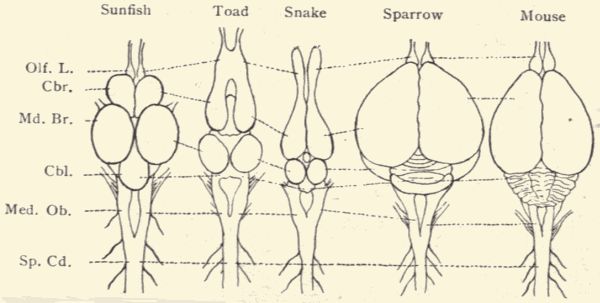 Sunfish Toad Snake Sparrow Mouse
Olf. L.
Cbr.
Md. Br.
Cbl.
Med. Ob.
Sp. Cd.